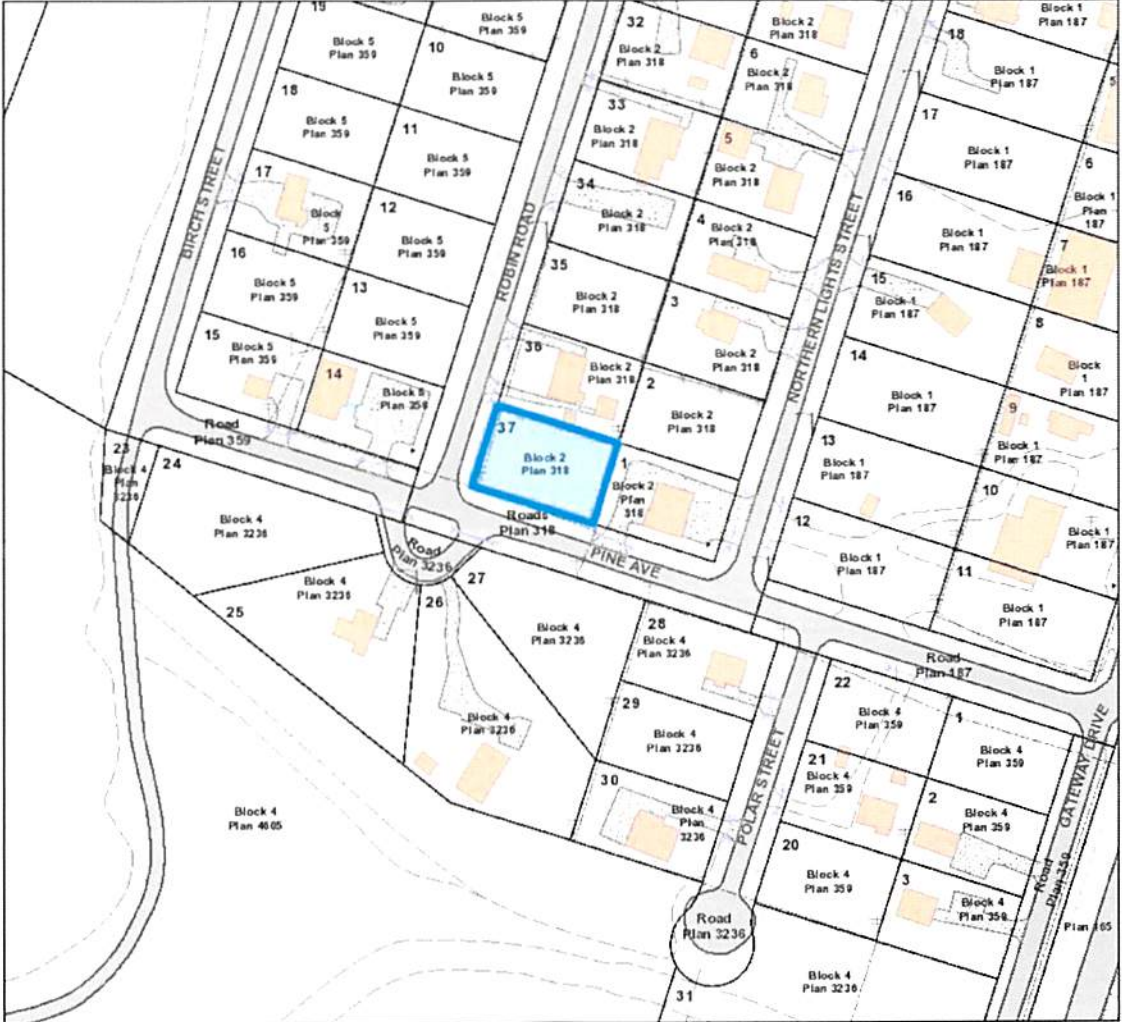 19
Block 5
Plan 359
10
Block 5
Plan 359
Block 5
Plan 359
18
Block 5
Plan 359
11
Block 5
Plan 359
17
Block
5
Plan 359
12
Block 5
Plan 359
16
Block 5
Plan 359
13
Block 5
Plan 359
15
Block 5
Plan 359
14
Block 5
Plan 359
BIRCH STREET
ROBIN ROAD
32
Block 2
Plan 318
Block 2
Plan 318
6
Block 2
Plan 318
33
Block 2
Plan 318
5
Block 2
Plan 318
34
Block 2
Plan 318
4
Block 2
Plan 318
35
Block 2
Plan 318
3
Block 2
Plan 318
36
Block 2
Plan 318
2
Block 2
Plan 318
37
Block 2
Plan 318
1
Block 2
Plan
318
NORTHERN LIGHTS STREET
Block 1
Plan 187
18
Block 1
Plan 187
5
17
Block 1
Plan 187
6
Block 1
Plan
187
16
Block 1
Plan 187
7
Block 1
Plan 187
15
Block 1
Plan 187
8
Block
1
Plan 187
14
Block 1
Plan 187
9
Block 1
Plan 187
13
Block 1
Plan 187
10
Block 1
Plan 187
12
Block 1
Plan 187
11
Block 1
Plan 187
Road
Plan 359
Roads
Plan 318
PINE AVE
Road
Plan 3236
Road
Plan 187
23
Block 4
Plan
3236
24
Block 4
Plan 3236
25
Block 4
Plan 3236
26
Block 4
Plan 3236
27
Block 4
Plan 3236
28
Block 4
Plan 3236
29
Block 4
Plan 3236
30
Block 4
Plan
3236
POLAR STREET
22
Block 4
Plan 359
1
Block 4
Plan 359
21
Block 4
Plan 359
2
Block 4
Plan 359
20
Block 4
Plan 359
3
Block 4
Plan 359
GATEWAY DRIVE
Road
Plan 359
Plan 165
Block 4
Plan 4605
Road
Plan 3236
31
Block 4
Plan 3236